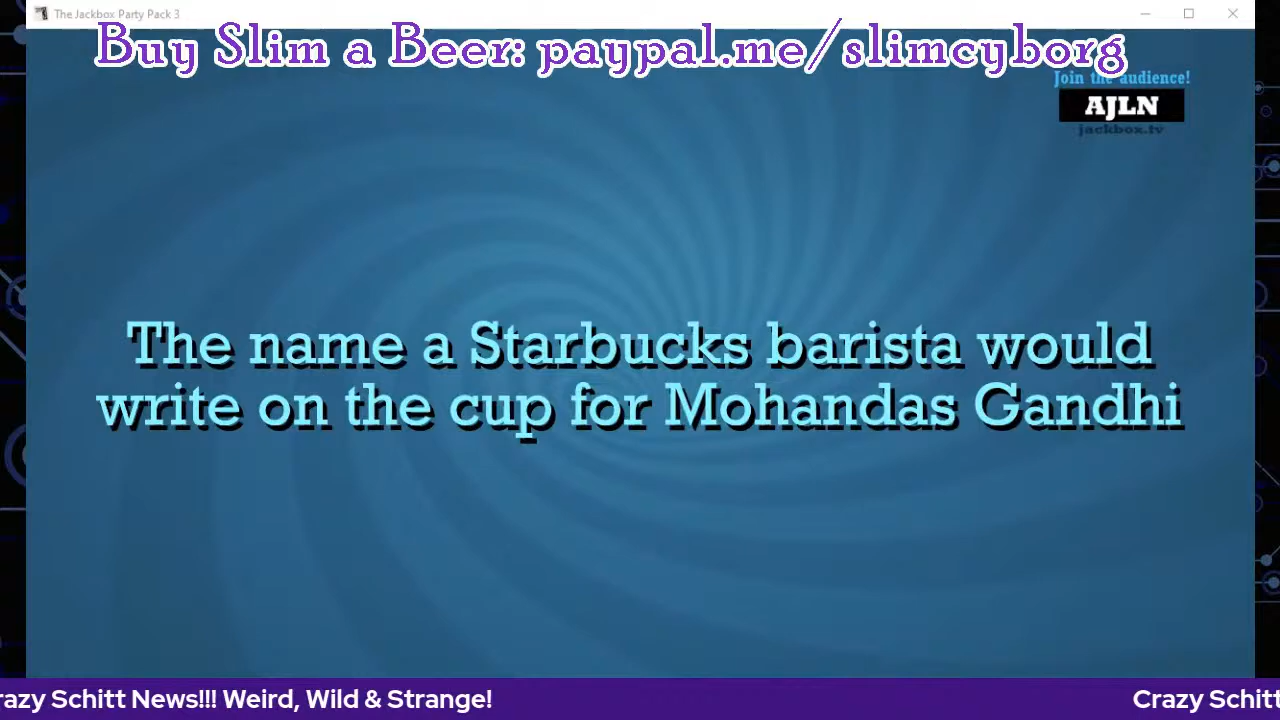 The Jackbox Party Pack 3
Buy Slim a Beer: paypal.me/slimcyborg
Join the audience!
AJLN
jackbox.tv
The name a Starbucks barista would
write on the cup for Mohandas Gandhi
razy Schitt News!!! Weird, Wild & Strange!
Crazy Schitt